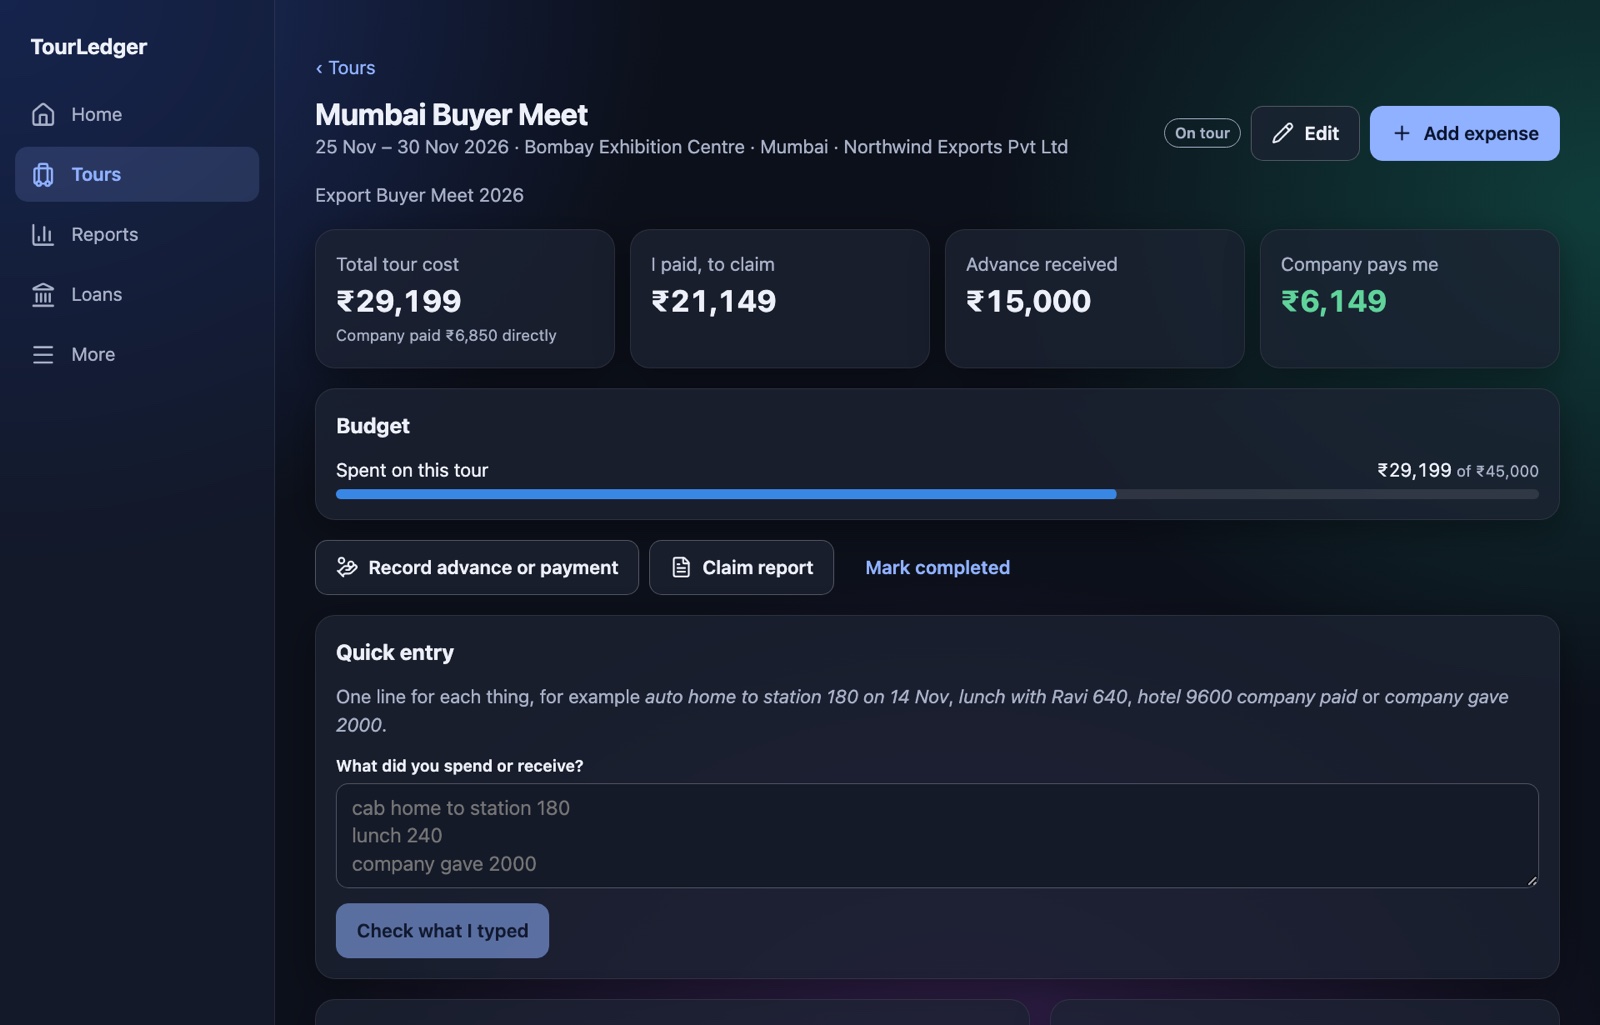 TourLedger
Home
Tours
Reports
Loans
More
‹ Tours
Mumbai Buyer Meet
25 Nov – 30 Nov 2026 · Bombay Exhibition Centre · Mumbai · Northwind Exports Pvt Ltd
On tour
Edit
Add expense
Export Buyer Meet 2026
Total tour cost
₹29,199
Company paid ₹6,850 directly
I paid, to claim
₹21,149
Advance received
₹15,000
Company pays me
₹6,149
Budget
Spent on this tour
₹29,199 of ₹45,000
Record advance or payment
Claim report
Mark completed
Quick entry
One line for each thing, for example auto home to station 180 on 14 Nov, lunch with Ravi 640, hotel 9600 company paid or company gave
2000.
What did you spend or receive?
cab home to station 180
lunch 240
company gave 2000
Check what I typed